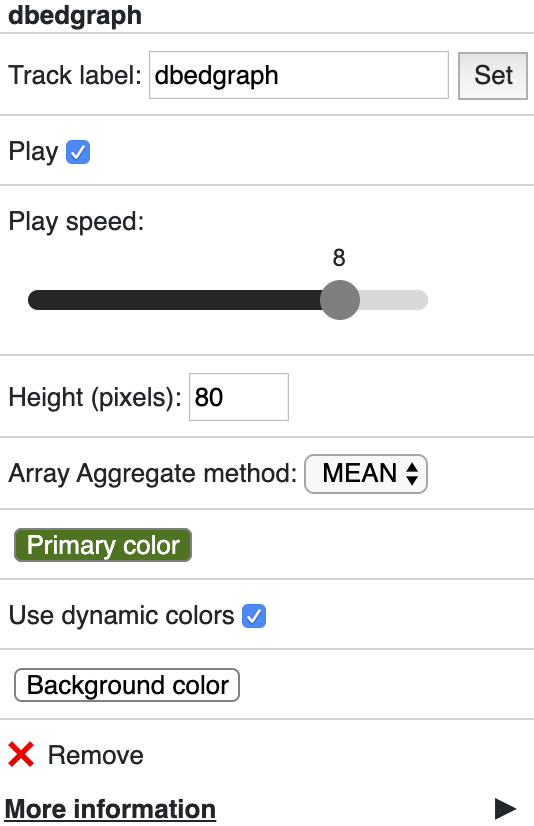 dbedgraph
Track label: dbedgraph Set
Play
Play speed:
8
Height (pixels): 80
Array Aggregate method: MEAN
Primary color
Use dynamic colors
Background color
Remove
More information